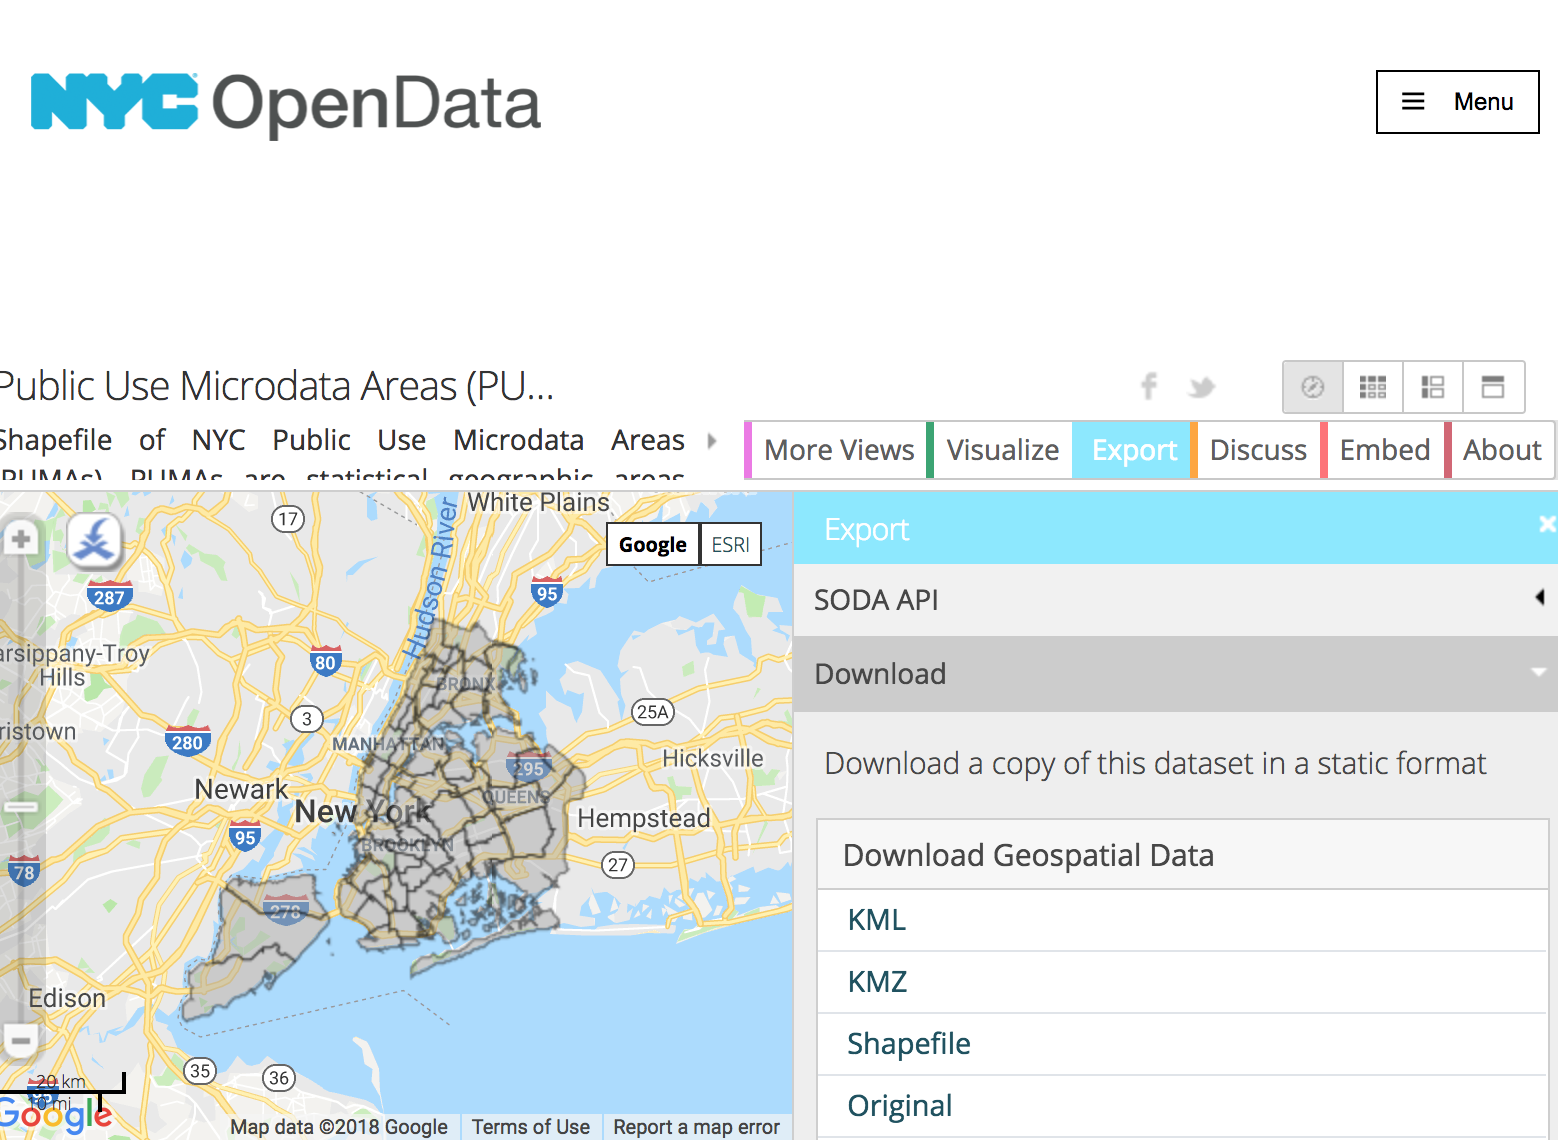 NYC OpenData
Menu
Public Use Microdata Areas (PU...
Shapefile of NYC Public Use Microdata Areas
(PUMAs). PUMAs are statistical geographic areas
More Views
Visualize
Export
Discuss
Embed
About
White Plains
17
Hudson River
Google
ESRI
287
95
arsippany-Troy
Hills
80
BRONX
3
25A
ristown
280
MANHATTAN
295
Hicksville
Newark
QUEENS
New York
Hempstead
95
BROOKLYN
27
78
278
Edison
35
36
20 km
10 mi
Google
Map data ©2018 Google
Terms of Use
Report a map error
Export
SODA API
Download
Download a copy of this dataset in a static format
Download Geospatial Data
KML
KMZ
Shapefile
Original